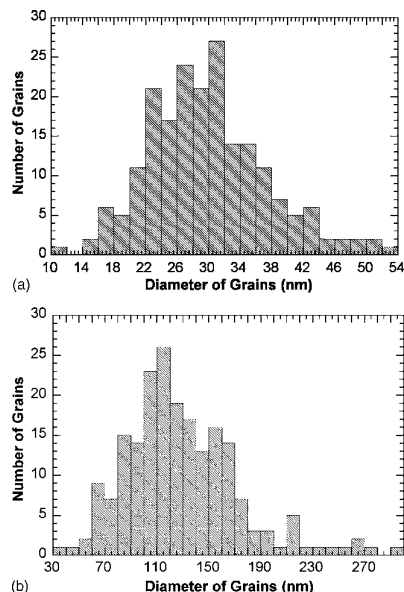 30
25
20
15
10
5
0
Number of Grains
10 14 18 22 26 30 34 38 42 46 50 54
(a) Diameter of Grains (nm)
30
25
20
15
10
5
0
Number of Grains
30 70 110 150 190 230 270
(b) Diameter of Grains (nm)